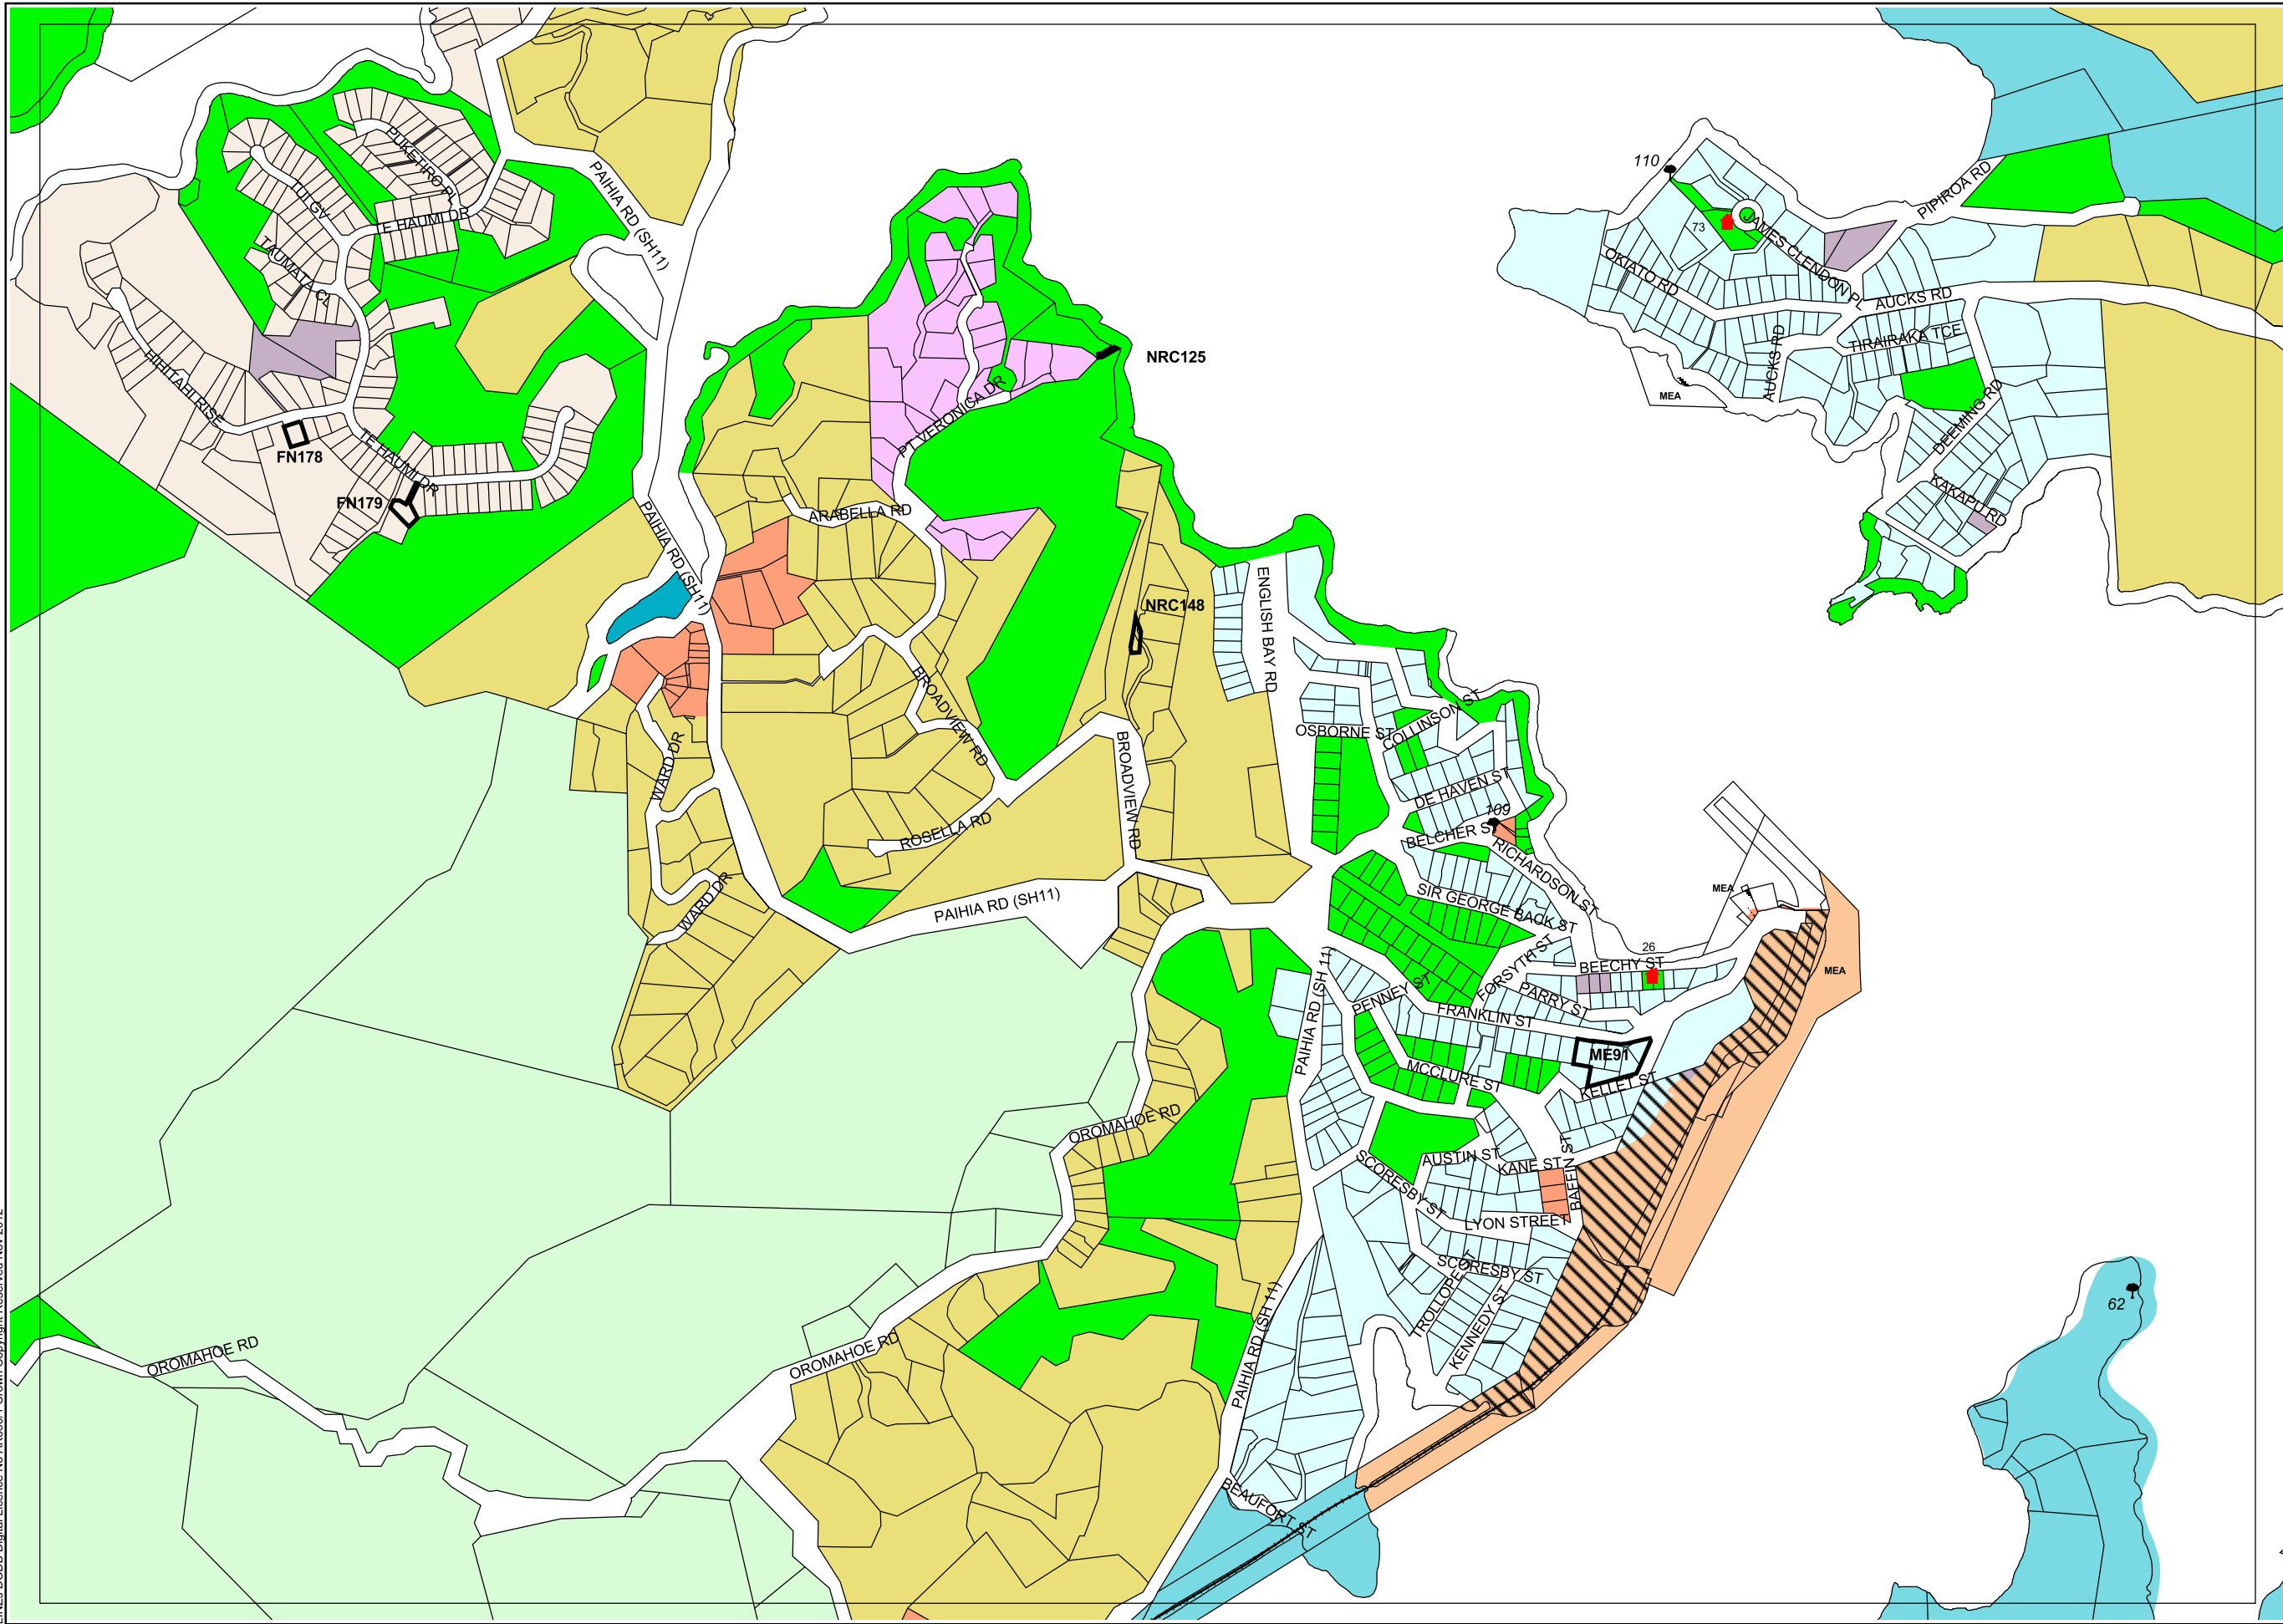 110
PIPIROA RD
73
JAMES CLENDON PL
OKIATO RD
AUCKS RD
TIRAIRAKA TCE
AUCKS RD
MEA
DEEMING RD
KAKAPU RD
PUKETIRO PL
TUI GV
TE HAUMI DR
TAUMATA CL
HIHITAHI RISE
FN178
TE HAUMI DR
FN179
PAIHIA RD (SH11)
NRC125
PT VERONICA DR
ARABELLA RD
PAIHIA RD (SH11)
NRC148
ENGLISH BAY RD
BROADVIEW RD
WARD DR
BROADVIEW RD
ROSELLA RD
WARD DR
PAIHIA RD (SH11)
OSBORNE ST
COLLINSON ST
DE HAVEN ST
109
BELCHER ST
RICHARDSON ST
SIR GEORGE BACK ST
MEA
26
BEECHY ST
FORSYTH ST
MEA
PARRY ST
PENNEY ST
FRANKLIN ST
PAIHIA RD (SH 11)
ME91
MCCLURE ST
KELLET ST
OROMAHOE RD
AUSTIN ST
KANE ST
BAFFIN ST
SCORESBY ST
LYON STREET
SCORESBY ST
TROLLOPE ST
KENNEDY ST
PAIHIA RD (SH 11)
OROMAHOE RD
OROMAHOE RD
BEAUFORT ST
62